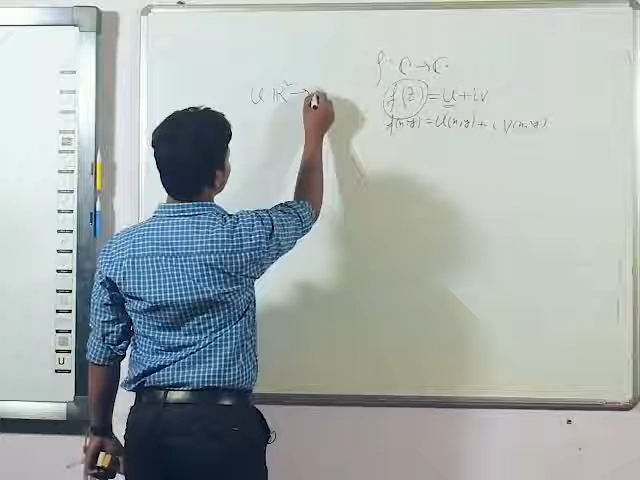 f: ℂ→ℂ
U ℝ²→
f(z) = U + iV
f(x,y) = U(x,y) + i V(x,y)
U